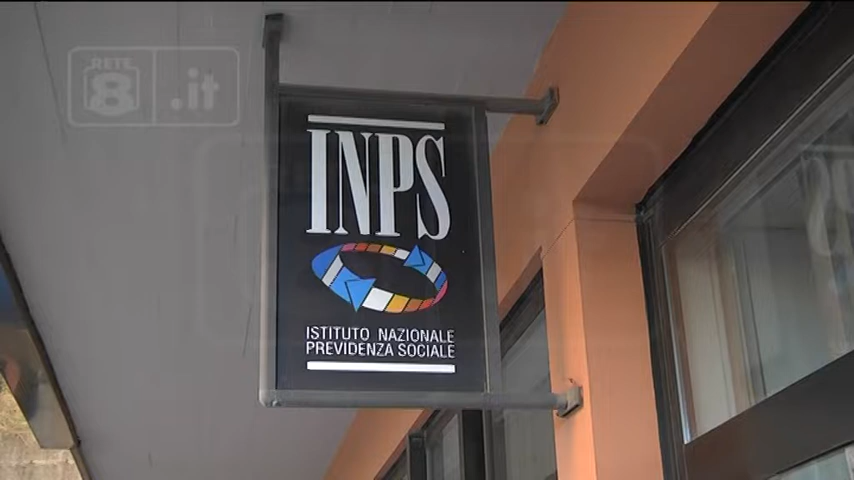 RETE
8 .it
INPS
ISTITUTO NAZIONALE
PREVIDENZA SOCIALE